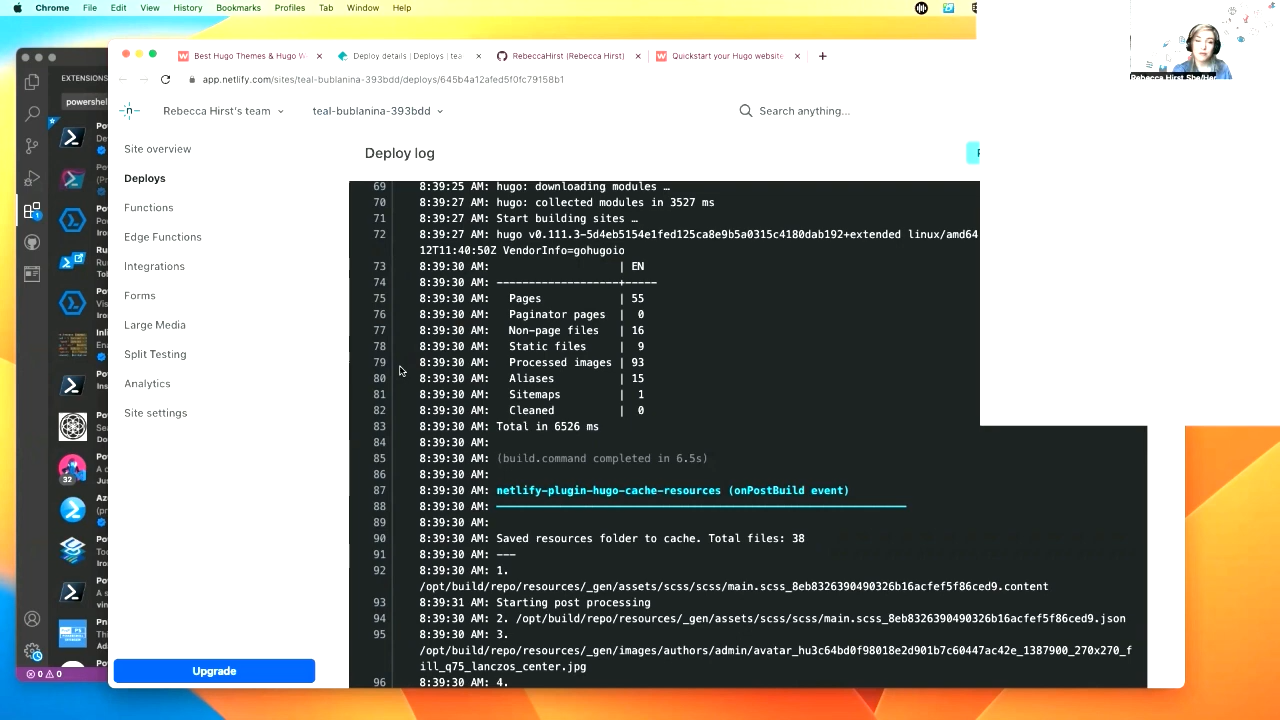 Chrome File Edit View History Bookmarks Profiles Tab Window Help
Best Hugo Themes & Hugo W
Deploy details | Deploys | tea
RebeccaHirst (Rebecca Hirst)
Quickstart your Hugo website
app.netlify.com/sites/teal-bublanina-393bdd/deploys/645b4a12afed5f0fc79158b1
Rebecca Hirst She/Her
EXTENSIONS
powershell
Rebecca Hirst's team
teal-bublanina-393bdd
Search anything...
Site overview
Deploys
Functions
Edge Functions
Integrations
Forms
Large Media
Split Testing
Analytics
Site settings
Upgrade
Deploy log
69 8:39:25 AM: hugo: downloading modules …
70 8:39:27 AM: hugo: collected modules in 3527 ms
71 8:39:27 AM: Start building sites …
72 8:39:27 AM: hugo v0.111.3-5d4eb5154e1fed125ca8e9b5a0315c4180dab192+extended linux/amd64
12T11:40:50Z VendorInfo=gohugoio
73 8:39:30 AM: | EN
74 8:39:30 AM: -------------------+-----
75 8:39:30 AM: Pages | 55
76 8:39:30 AM: Paginator pages | 0
77 8:39:30 AM: Non-page files | 16
78 8:39:30 AM: Static files | 9
79 8:39:30 AM: Processed images | 93
80 8:39:30 AM: Aliases | 15
81 8:39:30 AM: Sitemaps | 1
82 8:39:30 AM: Cleaned | 0
83 8:39:30 AM: Total in 6526 ms
84 8:39:30 AM:
85 8:39:30 AM: (build.command completed in 6.5s)
86 8:39:30 AM:
87 8:39:30 AM: netlify-plugin-hugo-cache-resources (onPostBuild event)
88 8:39:30 AM:
89 8:39:30 AM:
90 8:39:30 AM: Saved resources folder to cache. Total files: 38
91 8:39:30 AM: ---
92 8:39:30 AM: 1.
/opt/build/repo/resources/_gen/assets/scss/scss/main.scss_8eb8326390490326b16acfef5f86ced9.content
93 8:39:31 AM: Starting post processing
94 8:39:30 AM: 2. /opt/build/repo/resources/_gen/assets/scss/scss/main.scss_8eb8326390490326b16acfef5f86ced9.json
95 8:39:30 AM: 3.
/opt/build/repo/resources/_gen/images/authors/admin/avatar_hu3c64bd0f98018e2d901b7c60447ac42e_1387900_270x270_f
ill_q75_lanczos_center.jpg
96 8:39:30 AM: 4.